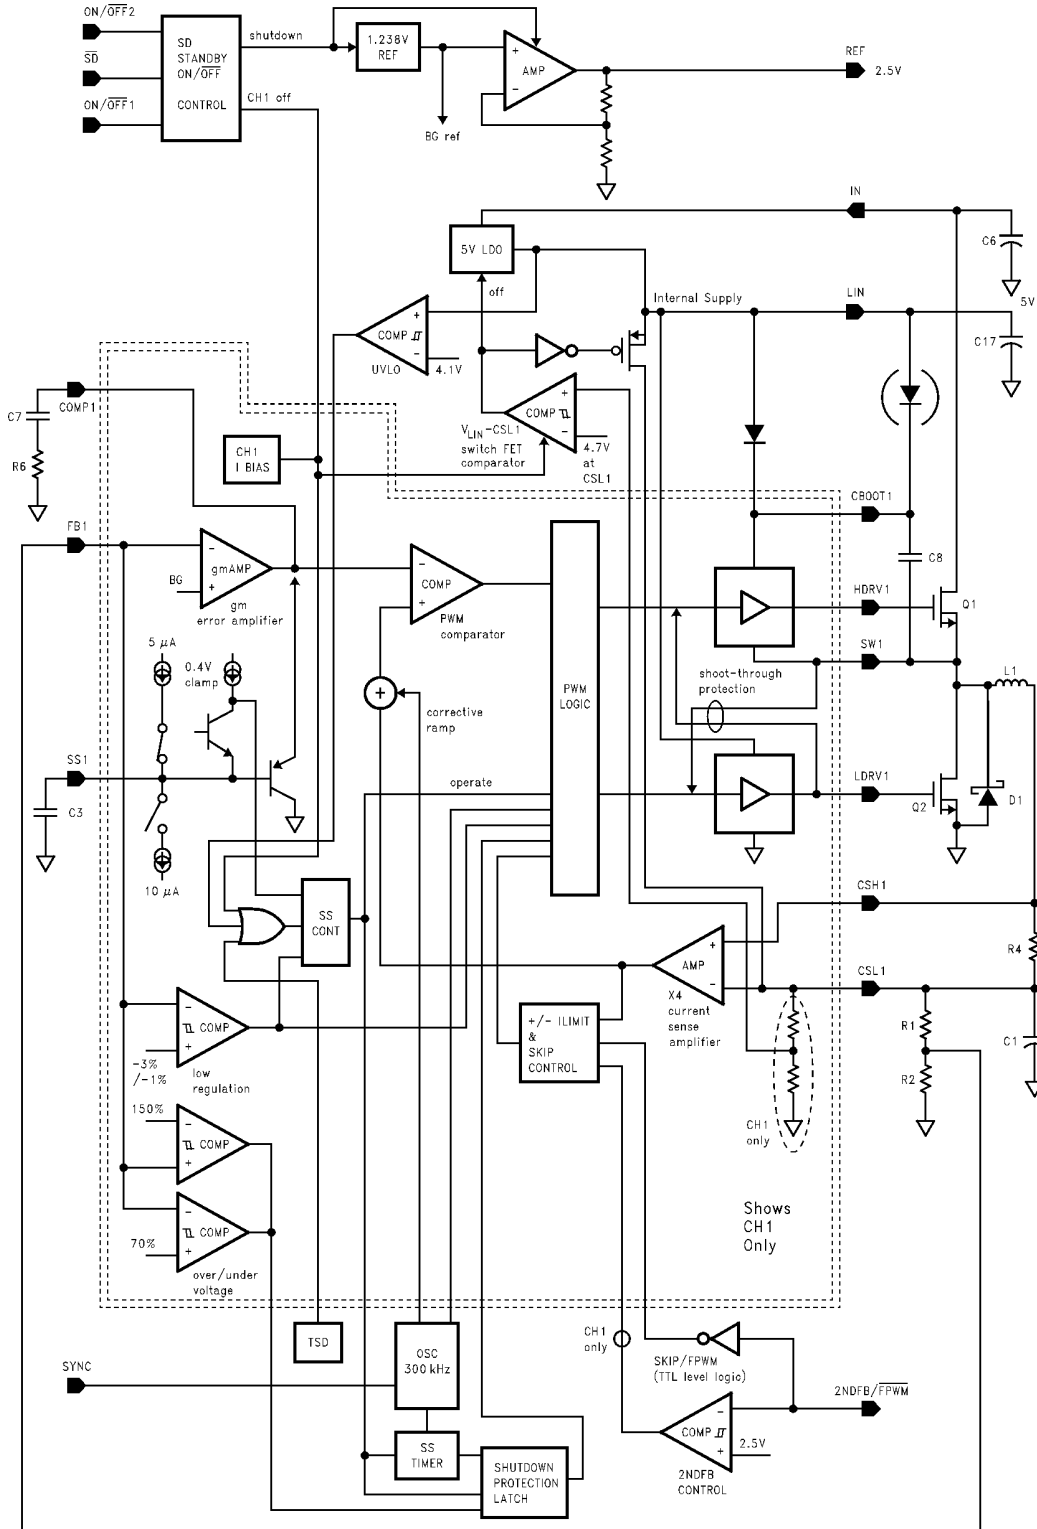 ON/OFF2
SD
ON/OFF1
SD
STANDBY
ON/OFF
CONTROL
shutdown
CH1 off
1.238V
REF
BG ref
+
AMP
−
REF
2.5V
IN
C6
5V LDO
off
Internal Supply
LIN
5V
C17
+
COMP
−
UVLO
4.1V
+
COMP
−
4.7V
at
CSL1
VLIN−CSL1
switch FET
comparator
C7
COMP1
R6
CH1
I BIAS
CBOOT1
C8
FB1
−
gmAMP
+
BG
gm
error amplifier
−
COMP
+
PWM
comparator
PWM
LOGIC
HDRV1
Q1
SW1
L1
shoot−through
protection
5 μA
0.4V
clamp
+
corrective
ramp
SS1
C3
10 μA
operate
LDRV1
Q2
D1
SS
CONT
CSH1
R4
+
AMP
−
X4
current
sense
amplifier
CSL1
R1
R2
C1
−
COMP
+
−3%
/−1%
low
regulation
+/− ILIMIT
&
SKIP
CONTROL
CH1
only
150%
−
COMP
+
−
COMP
+
70%
over/under
voltage
Shows
CH1
Only
TSD
OSC
300kHz
CH1
only
SKIP/FPWM
(TTL level logic)
SYNC
2NDFB/FPWM
−
COMP
+
2.5V
2NDFB
CONTROL
SS
TIMER
SHUTDOWN
PROTECTION
LATCH